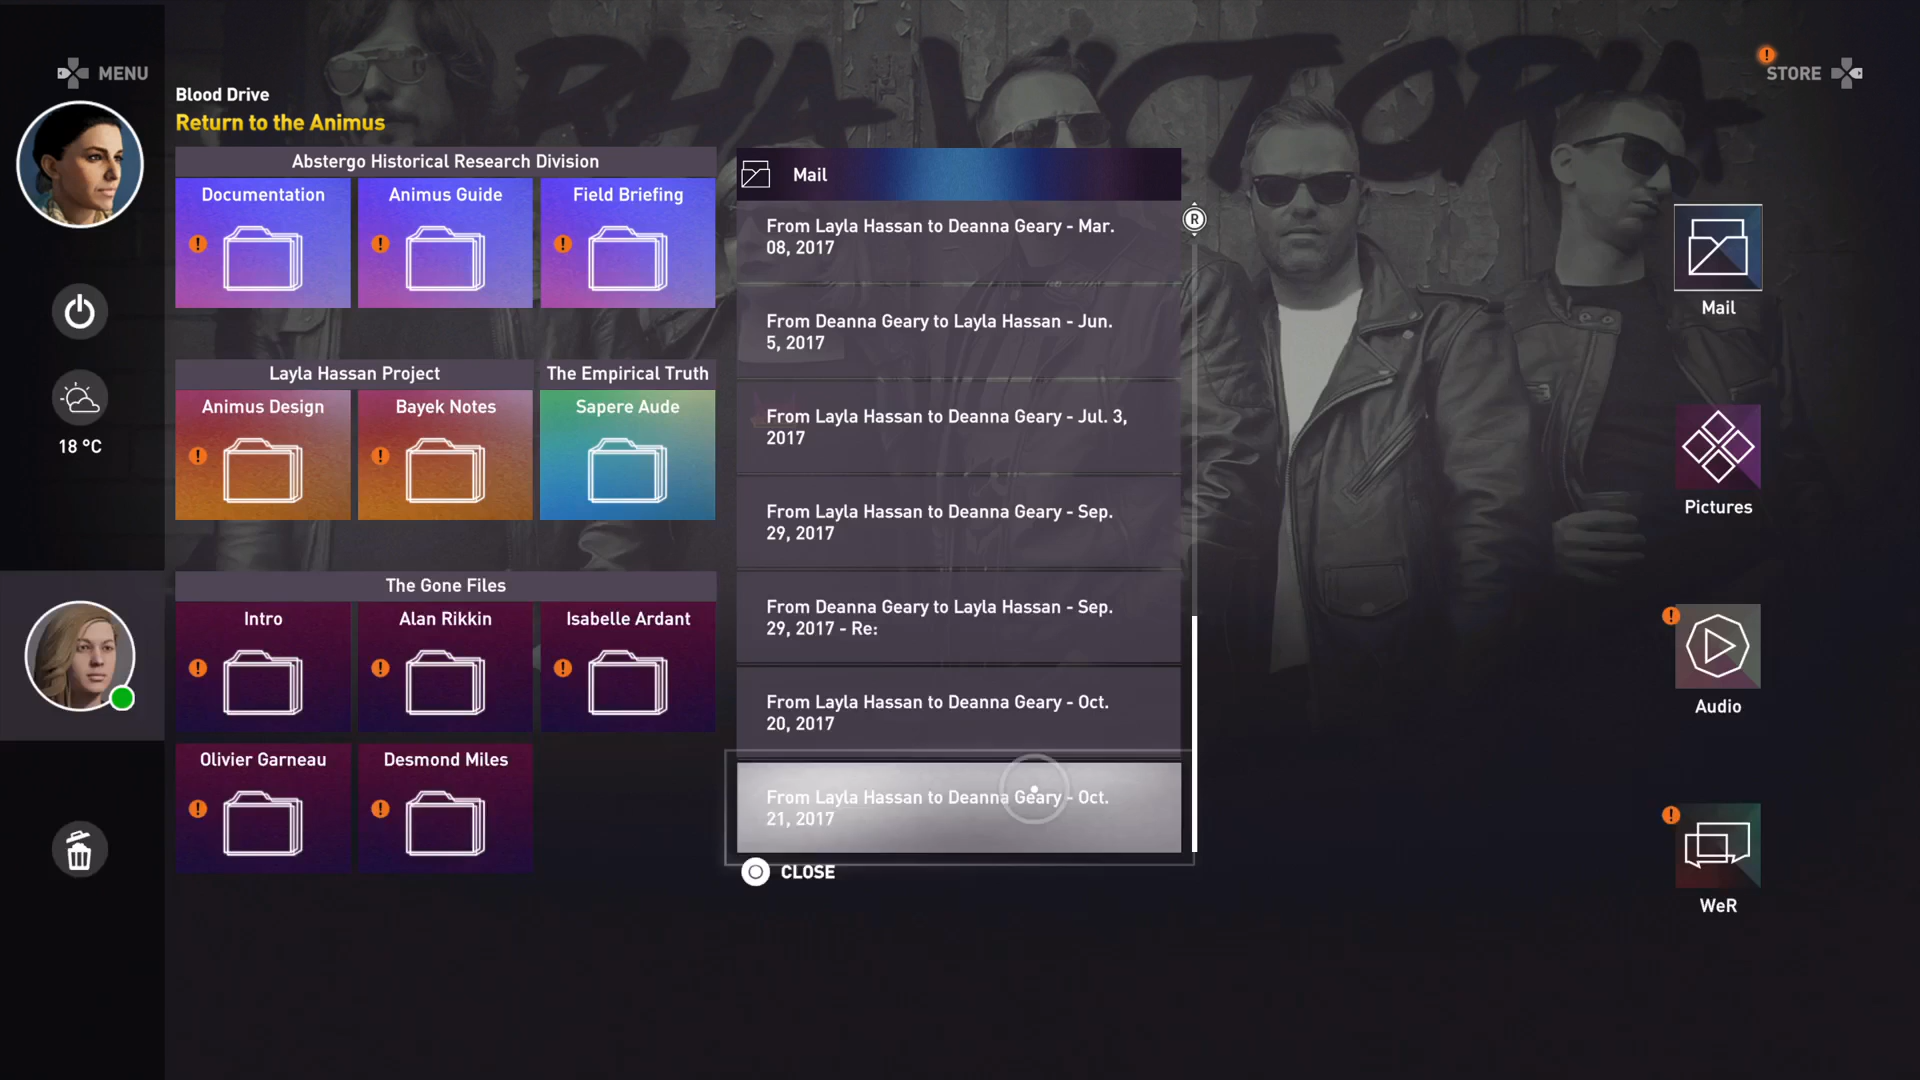 MENU
STORE
Blood Drive
Return to the Animus
Abstergo Historical Research Division
Documentation
Animus Guide
Field Briefing
Layla Hassan Project
The Empirical Truth
Animus Design
Bayek Notes
Sapere Aude
18 °C
The Gone Files
Intro
Alan Rikkin
Isabelle Ardant
Olivier Garneau
Desmond Miles
Mail
R
From Layla Hassan to Deanna Geary - Mar.
08, 2017
From Deanna Geary to Layla Hassan - Jun.
5, 2017
From Layla Hassan to Deanna Geary - Jul. 3,
2017
From Layla Hassan to Deanna Geary - Sep.
29, 2017
From Deanna Geary to Layla Hassan - Sep.
29, 2017 - Re:
From Layla Hassan to Deanna Geary - Oct.
20, 2017
From Layla Hassan to Deanna Geary - Oct.
21, 2017
CLOSE
Mail
Pictures
Audio
WeR